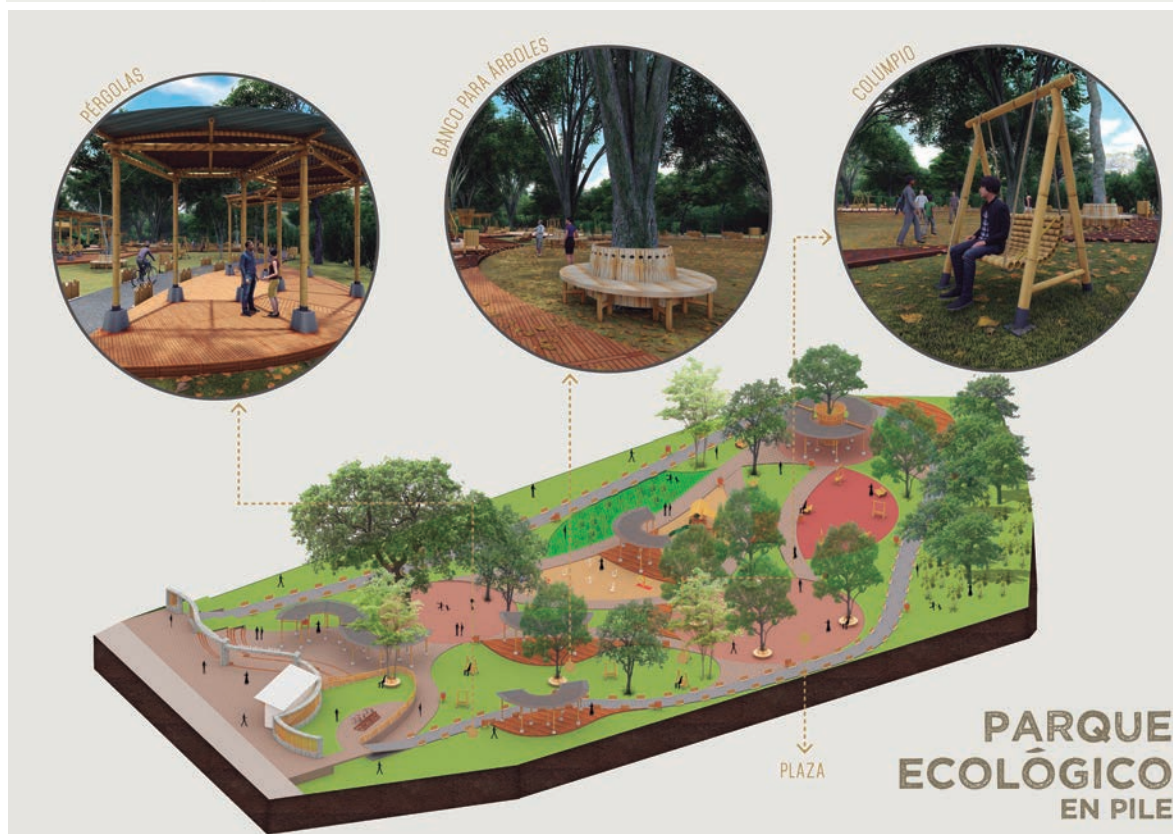 PÉRGOLAS
BANCO PARA ÁRBOLES
COLUMPIO
PLAZA
PARQUE
ECOLÓGICO
EN PILE